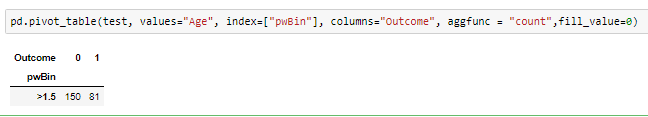 pd.pivot_table(test, values="Age", index=["pwBin"], columns="Outcome", aggfunc = "count",fill_value=0)
Outcome 0 1
pwBin
>1.5 150 81